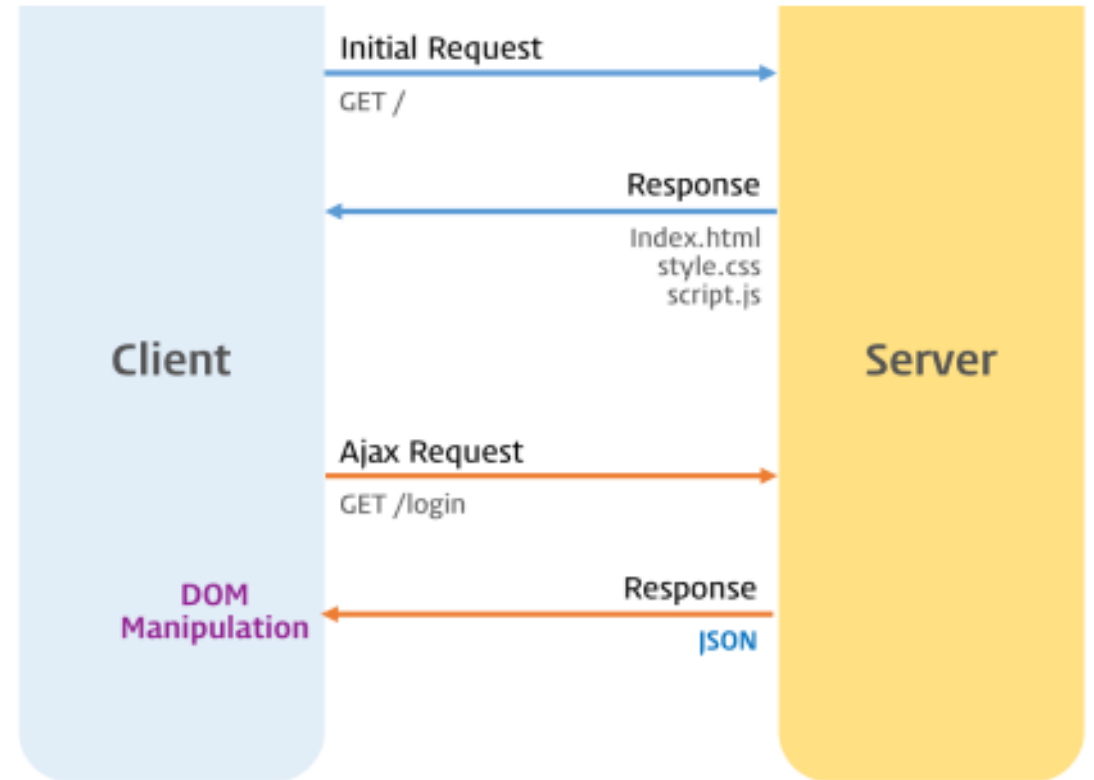 Initial Request
GET /
Response
Index.html
style.css
script.js
Client
Server
Ajax Request
GET /login
DOM
Manipulation
Response
JSON